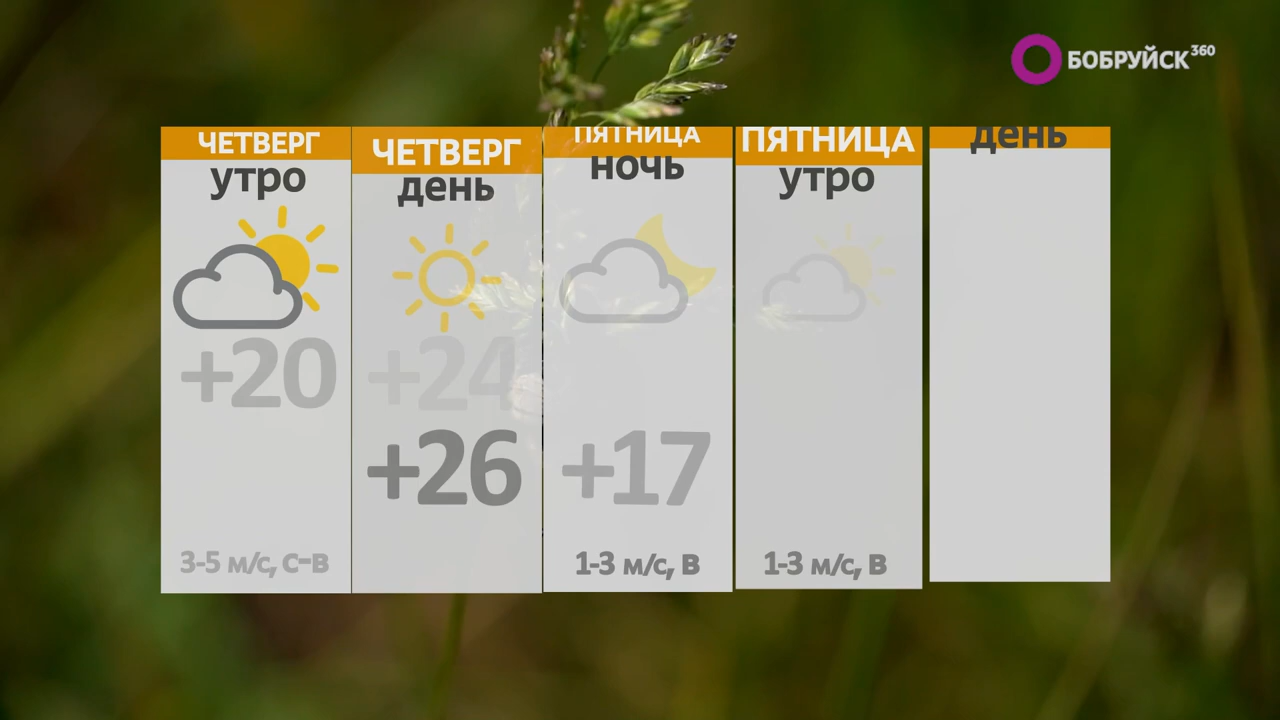 БОБРУЙСК360
ЧЕТВЕРГ
утро
+20
3-5 м/с, с-в
ЧЕТВЕРГ
день
+24
+26
ПЯТНИЦА
ночь
+17
1-3 м/с, в
ПЯТНИЦА
утро
1-3 м/с, в
день